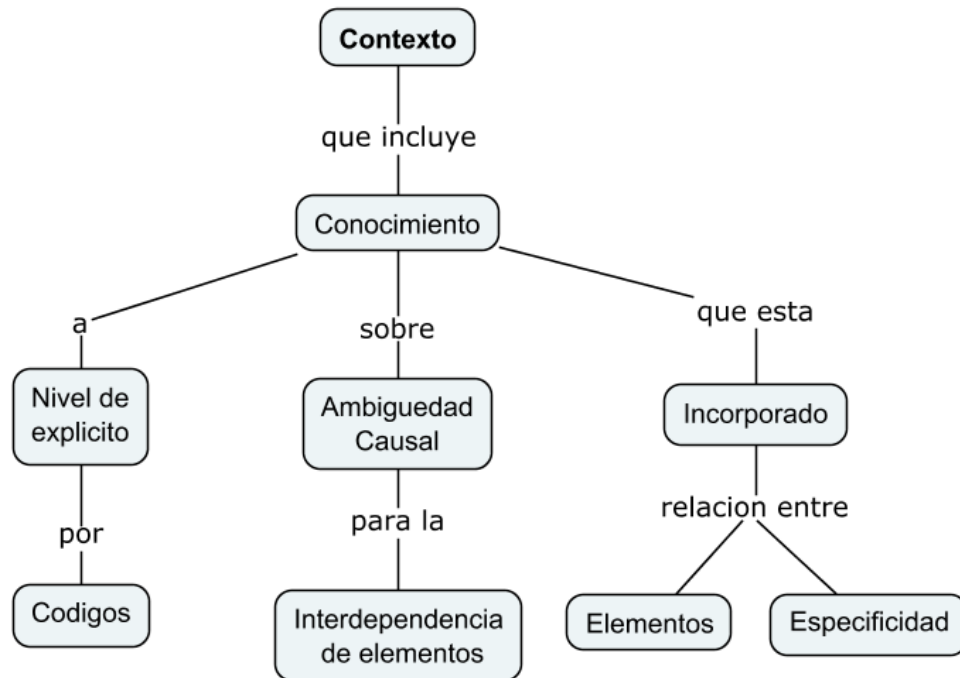 Contexto
que incluye
Conocimiento
a
sobre
que esta
Nivel de
explicito
Ambiguedad
Causal
Incorporado
por
para la
relacion entre
Codigos
Interdependencia
de elementos
Elementos
Especificidad